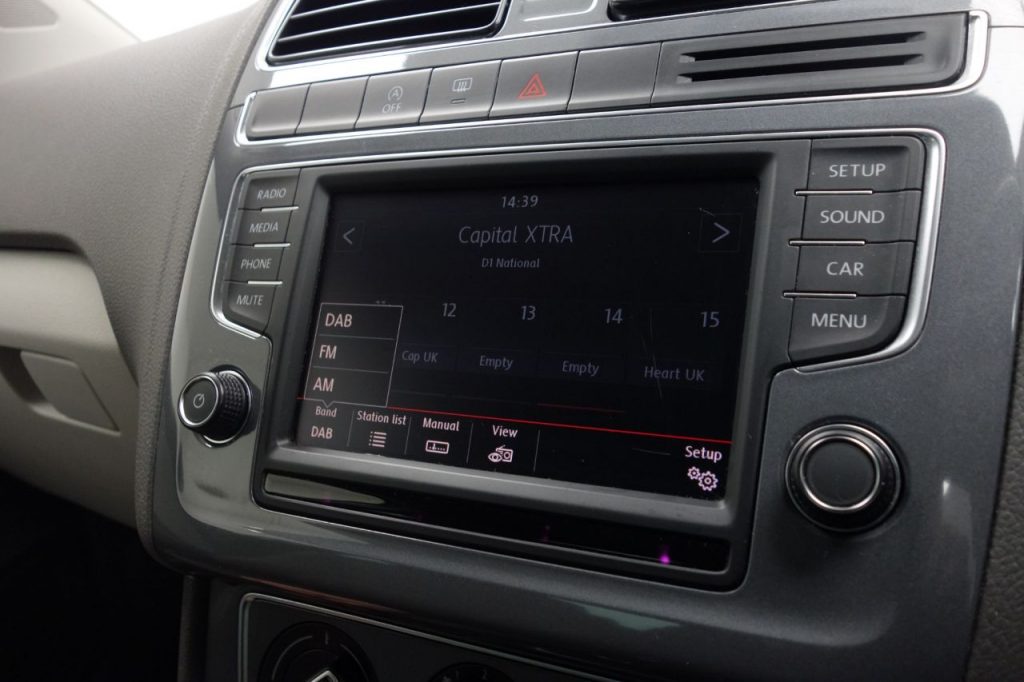 OFF
RADIO
MEDIA
PHONE
MUTE
14:39
< Capital XTRA >
D1 National
12 13 14 15
Cap UK Empty Empty Heart UK
DAB
FM
AM
Band Station list Manual View Setup
DAB
SETUP
SOUND
CAR
MENU